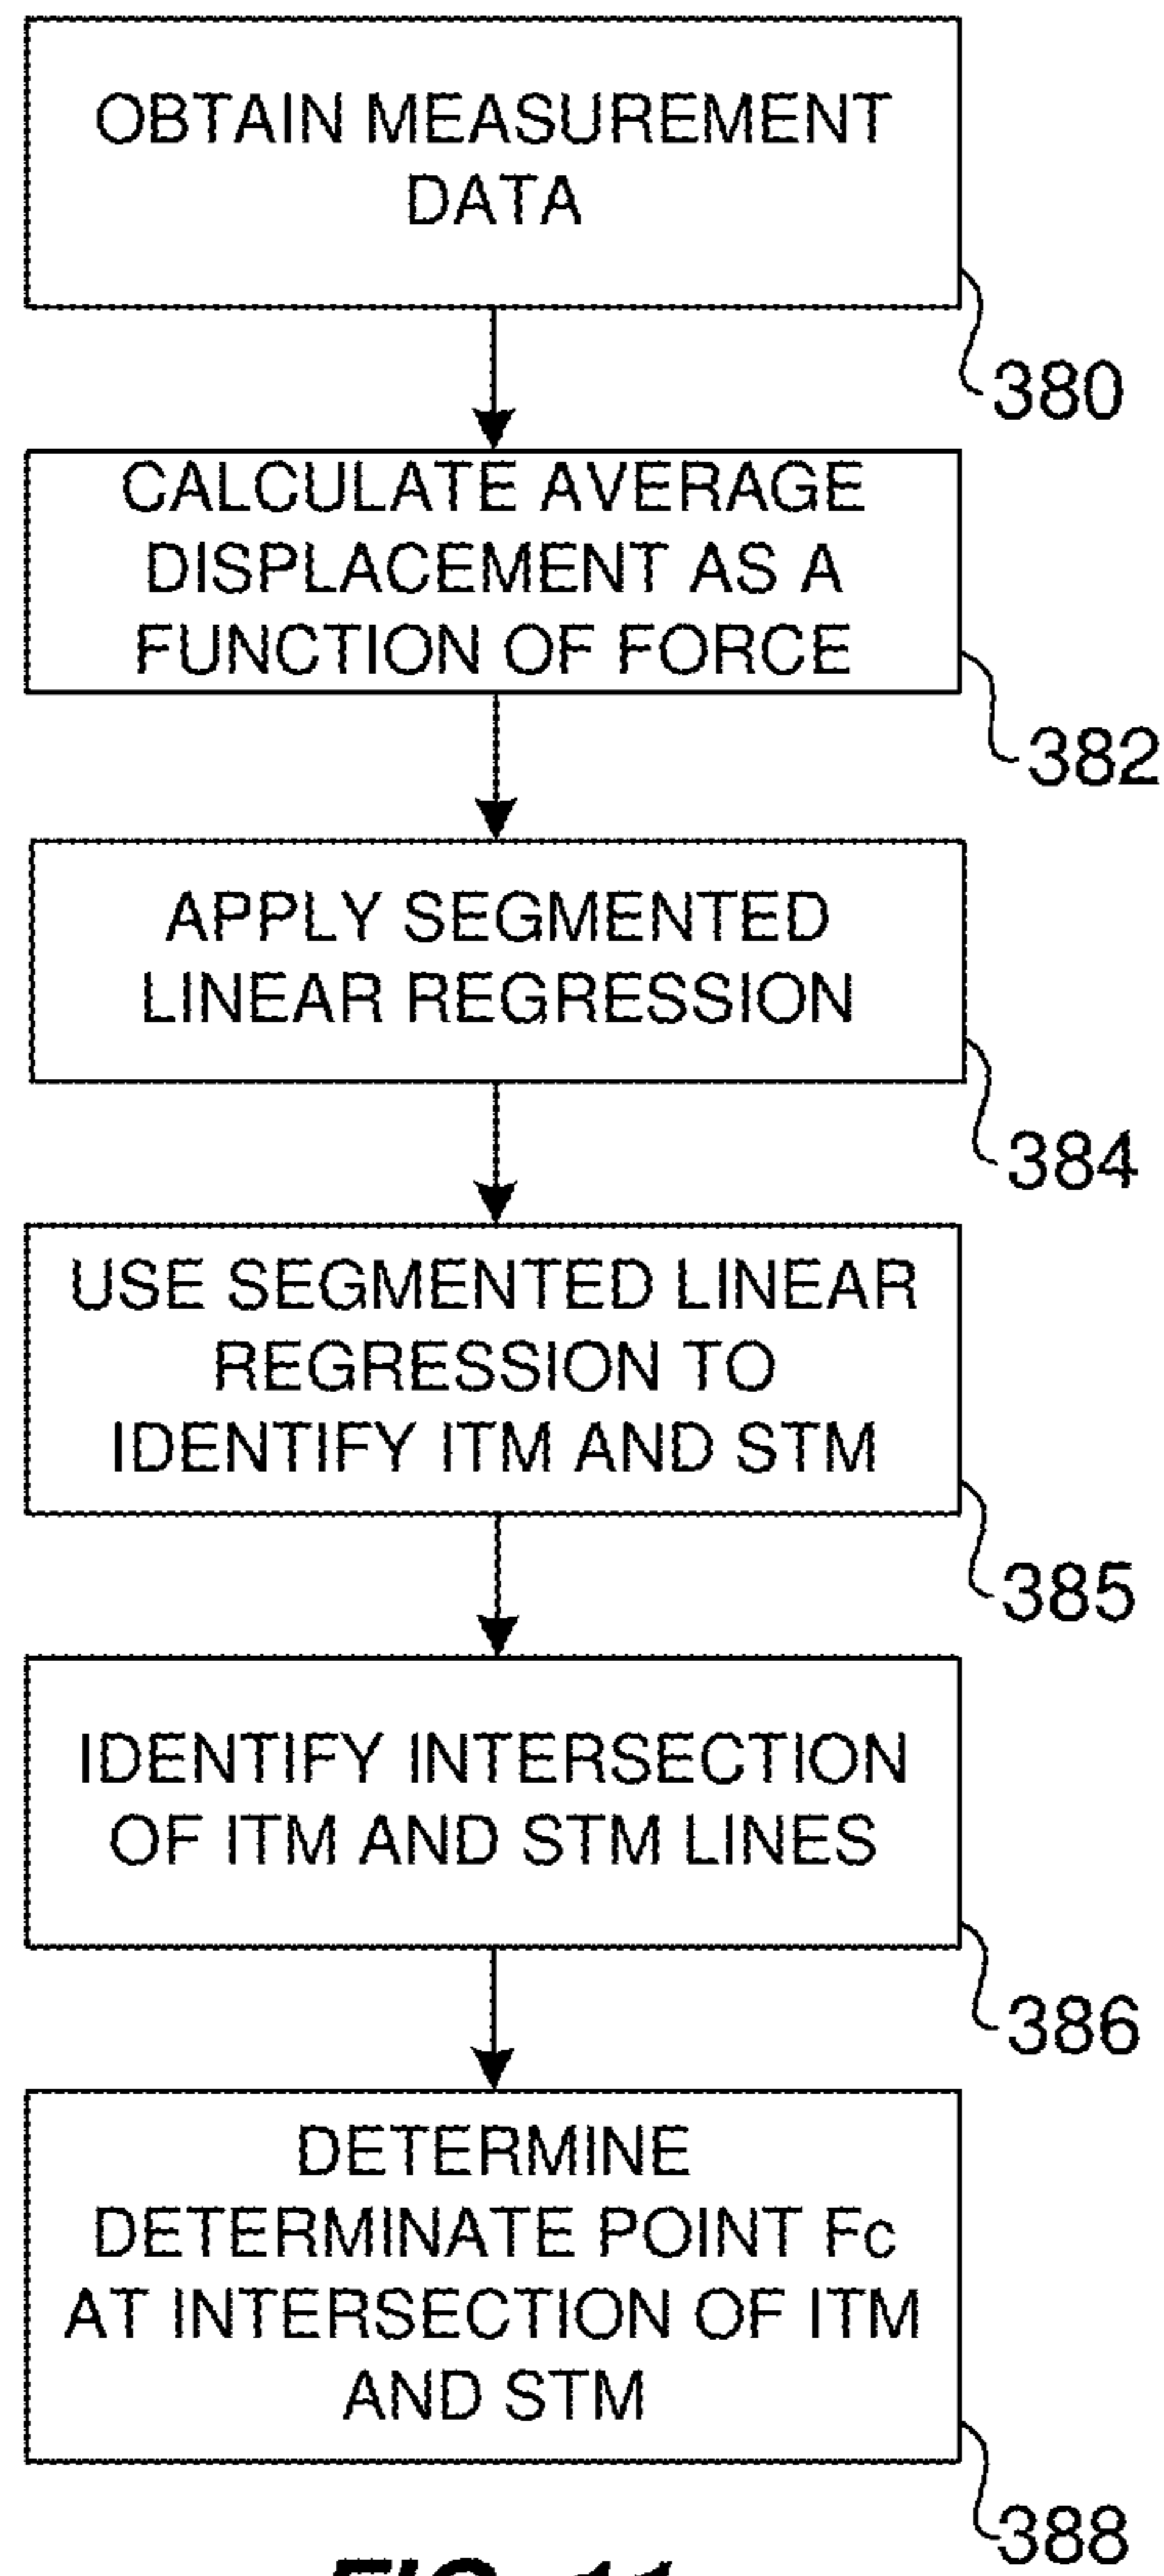 OBTAIN MEASUREMENT
DATA
380
CALCULATE AVERAGE
DISPLACEMENT AS A
FUNCTION OF FORCE
382
APPLY SEGMENTED
LINEAR REGRESSION
384
USE SEGMENTED LINEAR
REGRESSION TO
IDENTIFY ITM AND STM
385
IDENTIFY INTERSECTION
OF ITM AND STM LINES
386
DETERMINE
DETERMINATE POINT Fc
AT INTERSECTION OF ITM
AND STM
388
FIG. 11